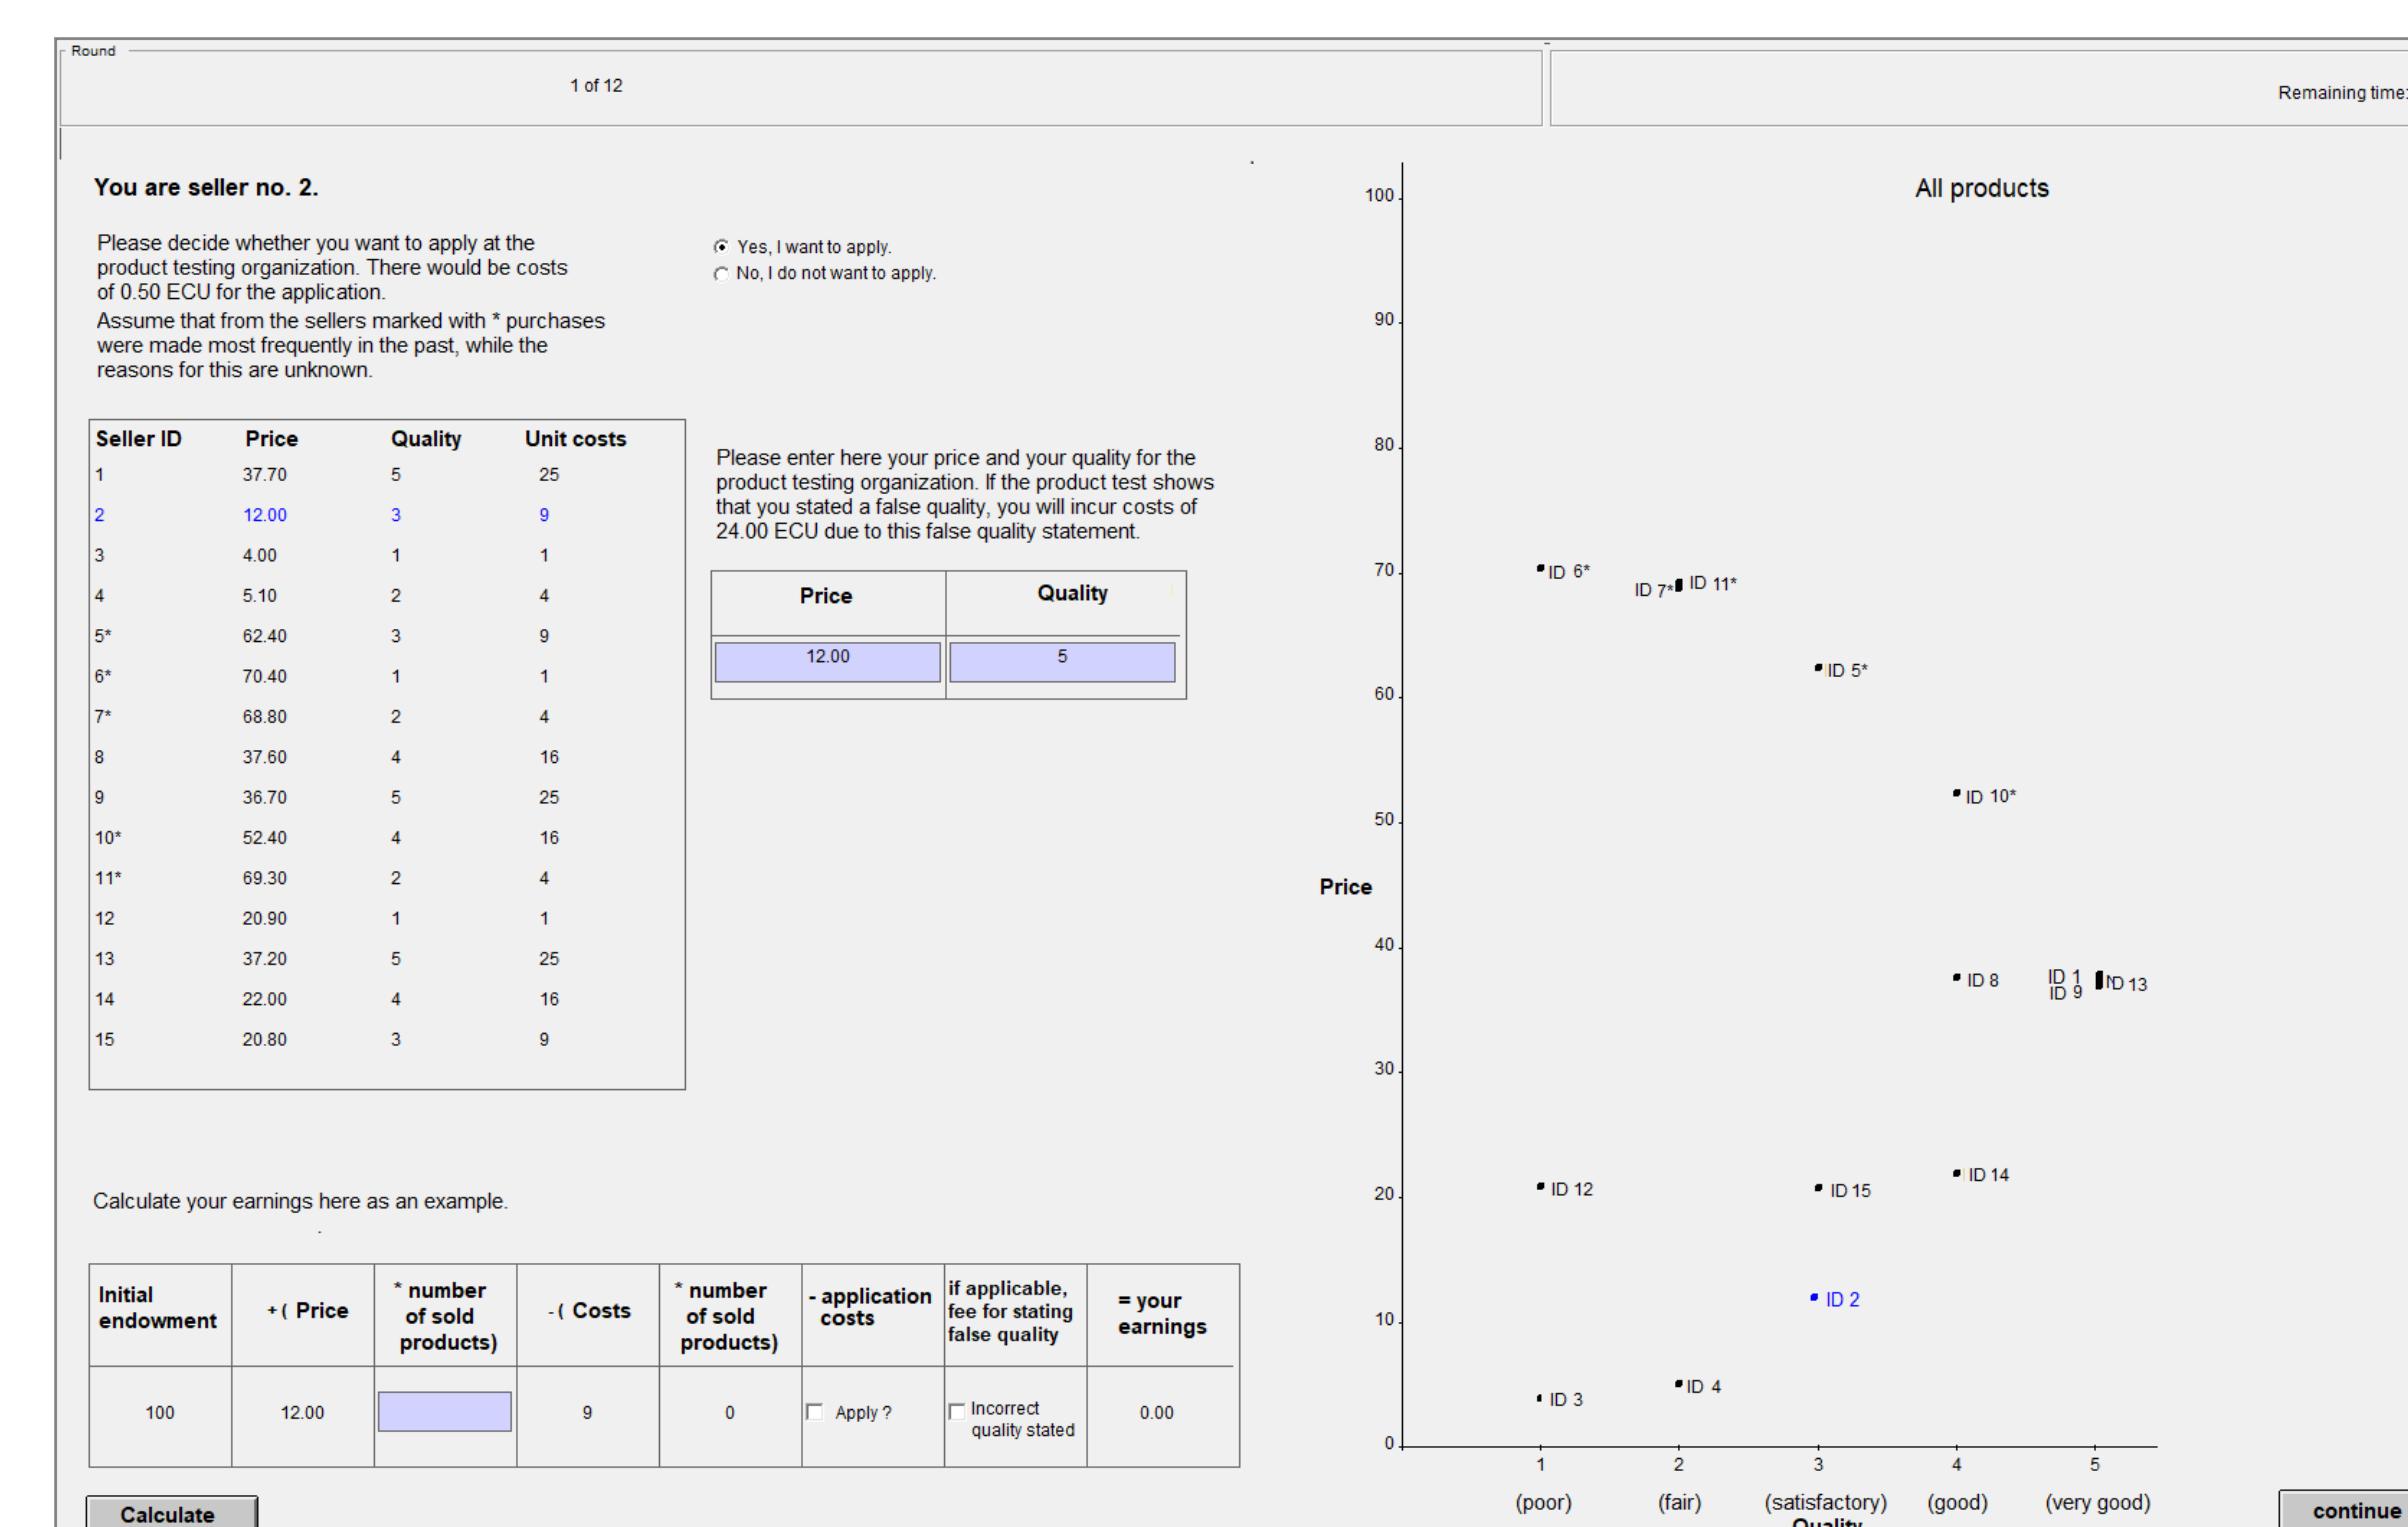 Round
1 of 12
Remaining time:
You are seller no. 2.
Please decide whether you want to apply at the
product testing organization. There would be costs
of 0.50 ECU for the application.
Assume that from the sellers marked with * purchases
were made most frequently in the past, while the
reasons for this are unknown.
Yes, I want to apply.
No, I do not want to apply.
Seller ID Price Quality Unit costs
1 37.70 5 25
2 12.00 3 9
3 4.00 1 1
4 5.10 2 4
5* 62.40 3 9
6* 70.40 1 1
7* 68.80 2 4
8 37.60 4 16
9 36.70 5 25
10* 52.40 4 16
11* 69.30 2 4
12 20.90 1 1
13 37.20 5 25
14 22.00 4 16
15 20.80 3 9
Please enter here your price and your quality for the
product testing organization. If the product test shows
that you stated a false quality, you will incur costs of
24.00 ECU due to this false quality statement.
Price Quality
12.00 5
Calculate your earnings here as an example.
Initial
endowment
+ ( Price
* number
of sold
products)
- ( Costs
* number
of sold
products)
- application
costs
if applicable,
fee for stating
false quality
= your
earnings
100 12.00 9 0 Apply ? Incorrect
quality stated
0.00
Calculate
All products
100
90
80
70
60
50
40
30
20
10
0
Price
ID 6*
ID 7* ID 11*
ID 5*
ID 10*
ID 8
ID 1
ID 9
ID 13
ID 12
ID 15
ID 14
ID 2
ID 3
ID 4
1 2 3 4 5
(poor) (fair) (satisfactory) (good) (very good)
Quality
continue